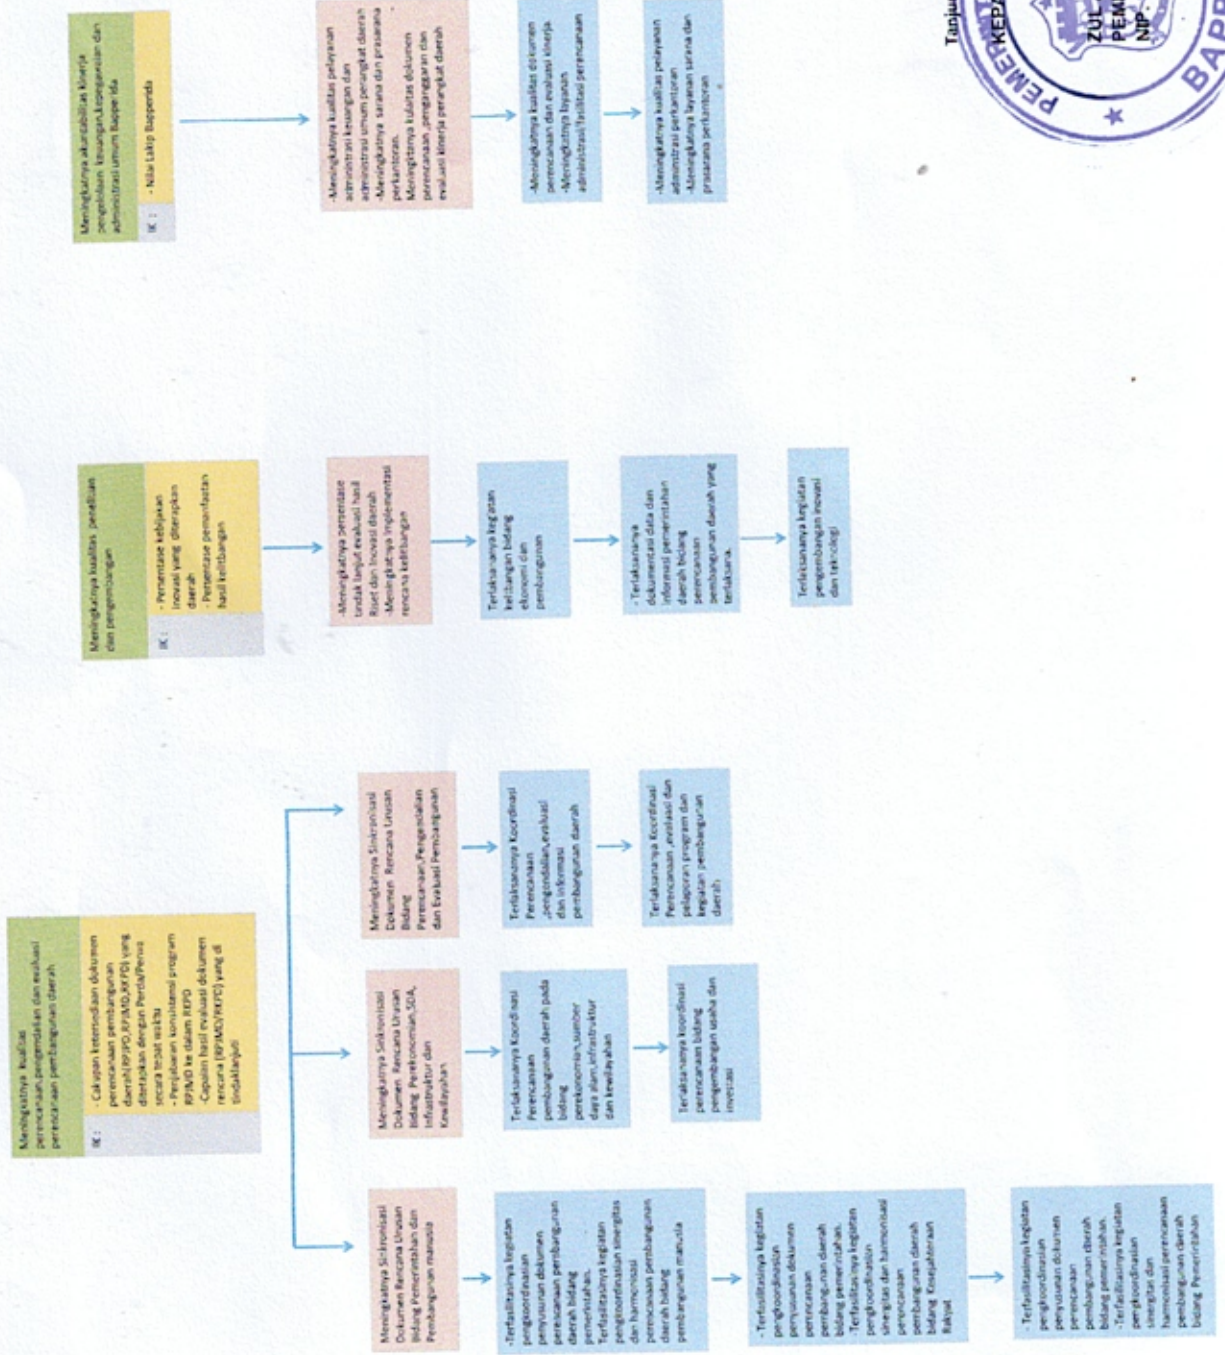 Meningkatnya kualitas
perencanaan,pengendalian dan evaluasi
perencanaan pembangunan daerah
IK :
- Cakupan ketersediaan dokumen
perencanaan pembangunan
daerah(RPJPD,RPJMD,RKPD) yang
ditetapkan dengan Perda/Perwa
secara tepat waktu
- Penjabaran konsistensi program
RPJMD ke dalam RKPD
-Capaian hasil evaluasi dokumen
rencana (RPJMD/RKPD) yang di
tindaklanjuti
Meningkatnya Sinkronisasi
Dokumen Rencana Urusan
Bidang Pemerintahan dan
Pembangunan manusia
-Terfasilitasinya kegiatan
pengkoordinasian
penyusunan dokumen
perencanaan pembangunan
daerah bidang
pemerintahan.
Terfasilitasinya kegiatan
pengkoordinasian sinergitas
dan harmonisasi
perencanaan pembangunan
daerah bidang
pembangunan manusia
- Terfasilitasinya kegiatan
pengkoordinasian
penyusunan dokumen
perencanaan
pembangunan daerah
bidang pemerintahan.
-Terfasilitasinya kegiatan
pengkoordinasian
sinergitas dan harmonisasi
perencanaan
pembangunan daerah
bidang Kesejahteraan
Rakyat
- Terfasilitasinya kegiatan
pengkoordinasian
penyusunan dokumen
perencanaan
pembangunan daerah
bidang pemerintahan.
-Terfasilitasinya kegiatan
pengkoordinasian
sinergitas dan
harmonisasi perencanaan
pembangunan daerah
bidang Pemerintahan
Meningkatnya Sinkronisasi
Dokumen Rencana Urusan
Bidang Perekonomian,SDA,
Infrastruktur dan
Kewilayahan
Terlaksananya Koordinasi
Perencanaan
pembangunan daerah pada
bidang
perekonomian,sumber
daya alam,infrastruktur
dan kewilayahan
Terlaksananya koordinasi
perencanaan bidang
pengembangan usaha dan
investasi
Meningkatnya Sinkronisasi
Dokumen Rencana Urusan
Bidang
Perencanaan,Pengendalian
dan Evaluasi Pembangunan
Terlaksananya Koordinasi
Perencanaan
,pengendalian,evaluasi
dan informasi
pembangunan daerah
Terlaksananya Koordinasi
Perencanaan ,evaluasi dan
pelaporan program dan
kegiatan pembangunan
daerah
Meningkatnya kualitas penelitian
dan pengembangan
IK :
- Persentase kebijakan
inovasi yang diterapkan
daerah
- Persentase pemanfaatan
hasil kelitbangan
-Meningkatnya persentase
tindak lanjut evaluasi hasil
Riset dan Inovasi daerah
-Meningkatnya implementasi
rencana kelitbangan
Terlaksananya kegiatan
kelitbangan bidang
ekonomi dan
pembangunan
- Terlaksananya
dokumentasi data dan
informasi pemerintahan
daerah bidang
perencanaan
pembangunan daerah yang
terlaksana.
Terlaksananya kegiatan
pengembangan inovasi
dan teknologi
Meningkatnya akuntabilitas kinerja
pengelolaan keuangan,kepegawaian dan
administrasi umum Bapperida
IK :
- Nilai Lakip Bapperida
-Meningkatnya kualitas pelayanan
administrasi keuangan dan
administrasi umum perangkat daerah
-Meningkatnya sarana dan prasarana
perkantoran.
Meningkatnya kulaitas dokumen
perencanaan ,penganggaran dan
evaluasi kinerja perangkat daerah
-Meningkatnya kualitas dokumen
perencanaan dan evaluasi kinerja
-Meningkatnya layanan
administrasi/fasilitasi perencanaan
-Meningkatnya kualitas pelayanan
adminstrasi perkantoran
-Meningkatnya layanan sarana dan
prasarana perkantoran
Tanju
KEPA
ZUL
PEM
NIP.
PEMER
BAPP